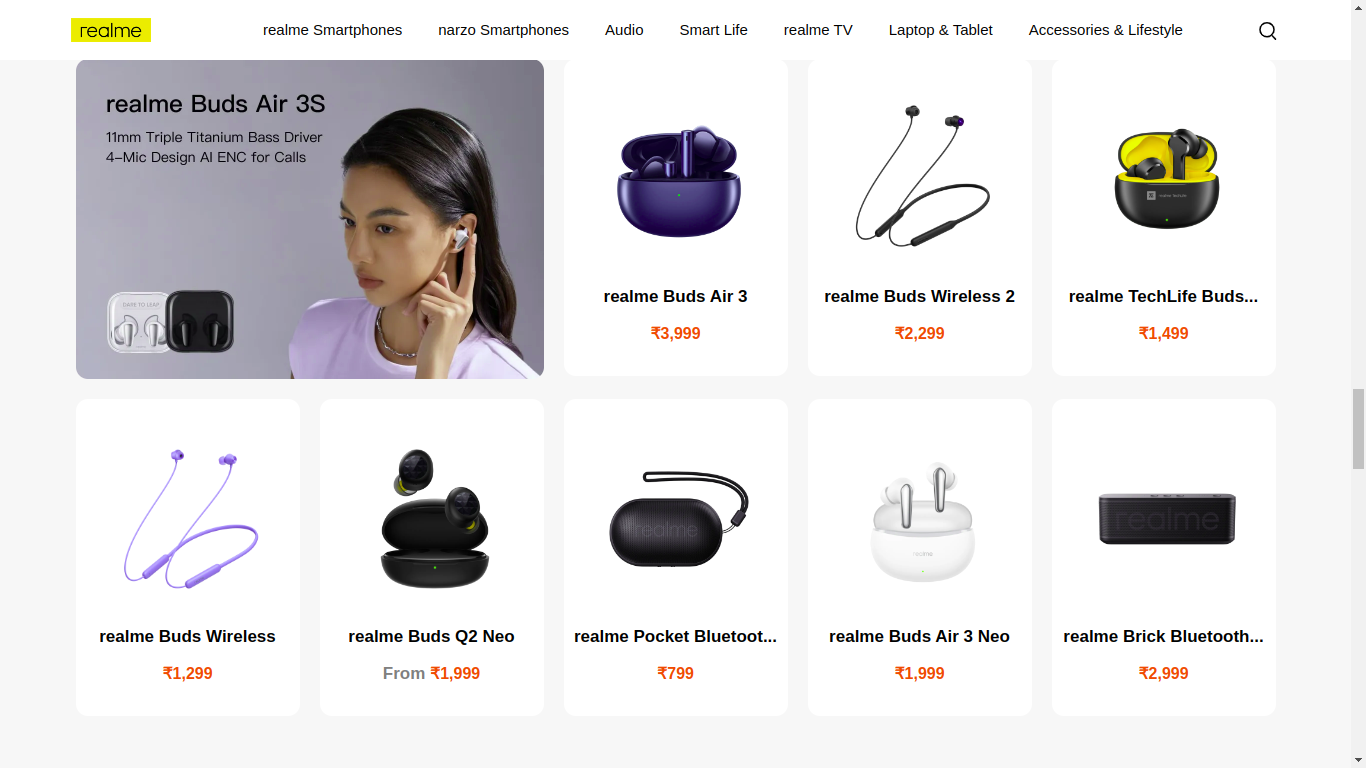 realme
realme Smartphones
narzo Smartphones
Audio
Smart Life
realme TV
Laptop & Tablet
Accessories & Lifestyle
realme Buds Air 3S
11mm Triple Titanium Bass Driver
4-Mic Design AI ENC for Calls
DARE TO LEAP
realme Buds Air 3
₹3,999
realme Buds Wireless 2
₹2,299
realme TechLife Buds...
₹1,499
realme Buds Wireless
₹1,299
realme Buds Q2 Neo
From ₹1,999
realme
realme Pocket Bluetoot...
₹799
realme
realme Buds Air 3 Neo
₹1,999
realme
realme Brick Bluetooth...
₹2,999